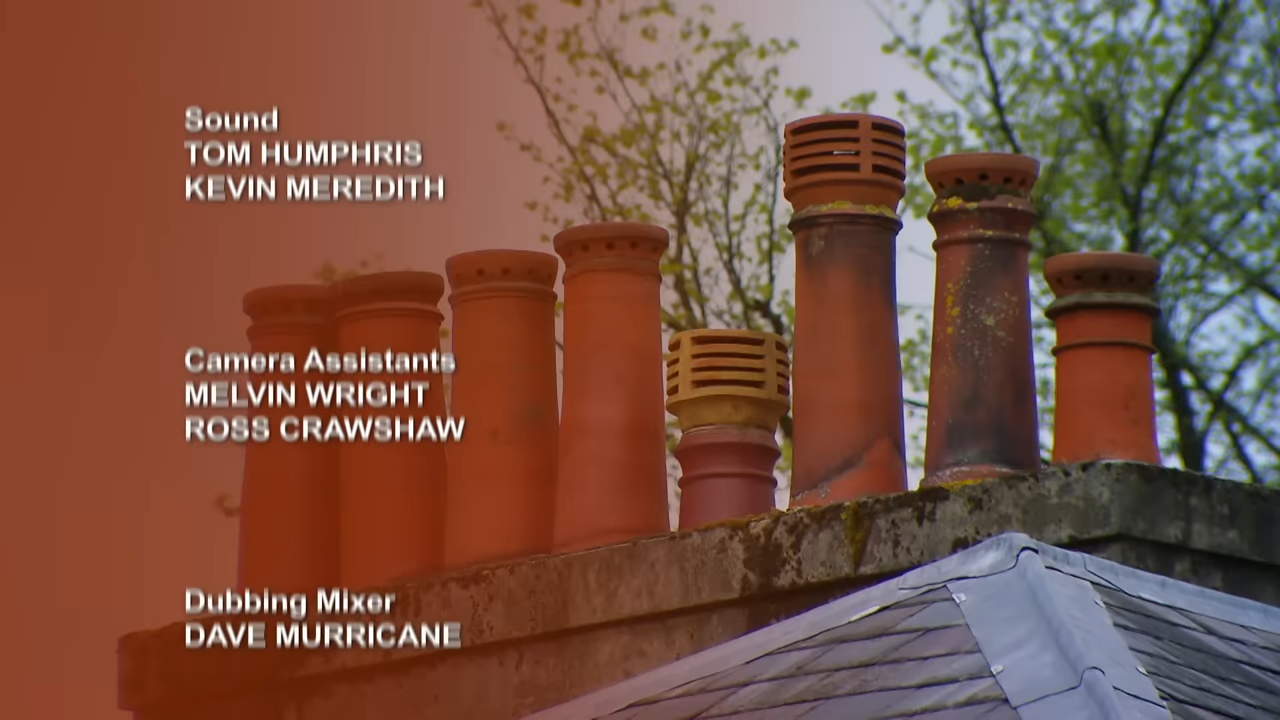 Sound
TOM HUMPHRIS
KEVIN MEREDITH
Camera Assistants
MELVIN WRIGHT
ROSS CRAWSHAW
Dubbing Mixer
DAVE MURRICANE